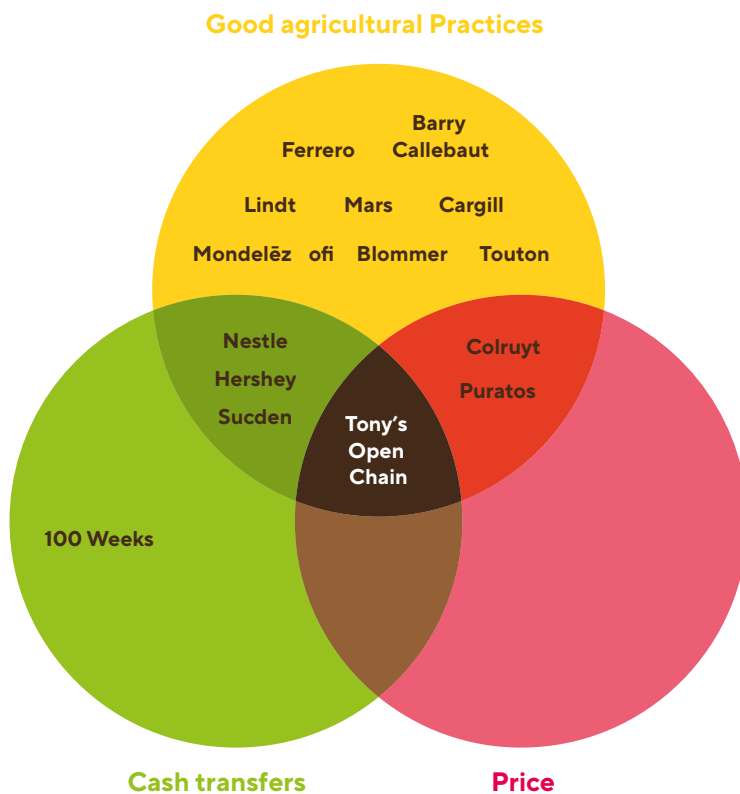 Good agricultural Practices
Barry
Ferrero Callebaut
Lindt Mars Cargill
Mondelēz ofi Blommer Touton
Nestle
Hershey
Sucden
Colruyt
Puratos
Tony's
Open
Chain
100 Weeks
Cash transfers
Price